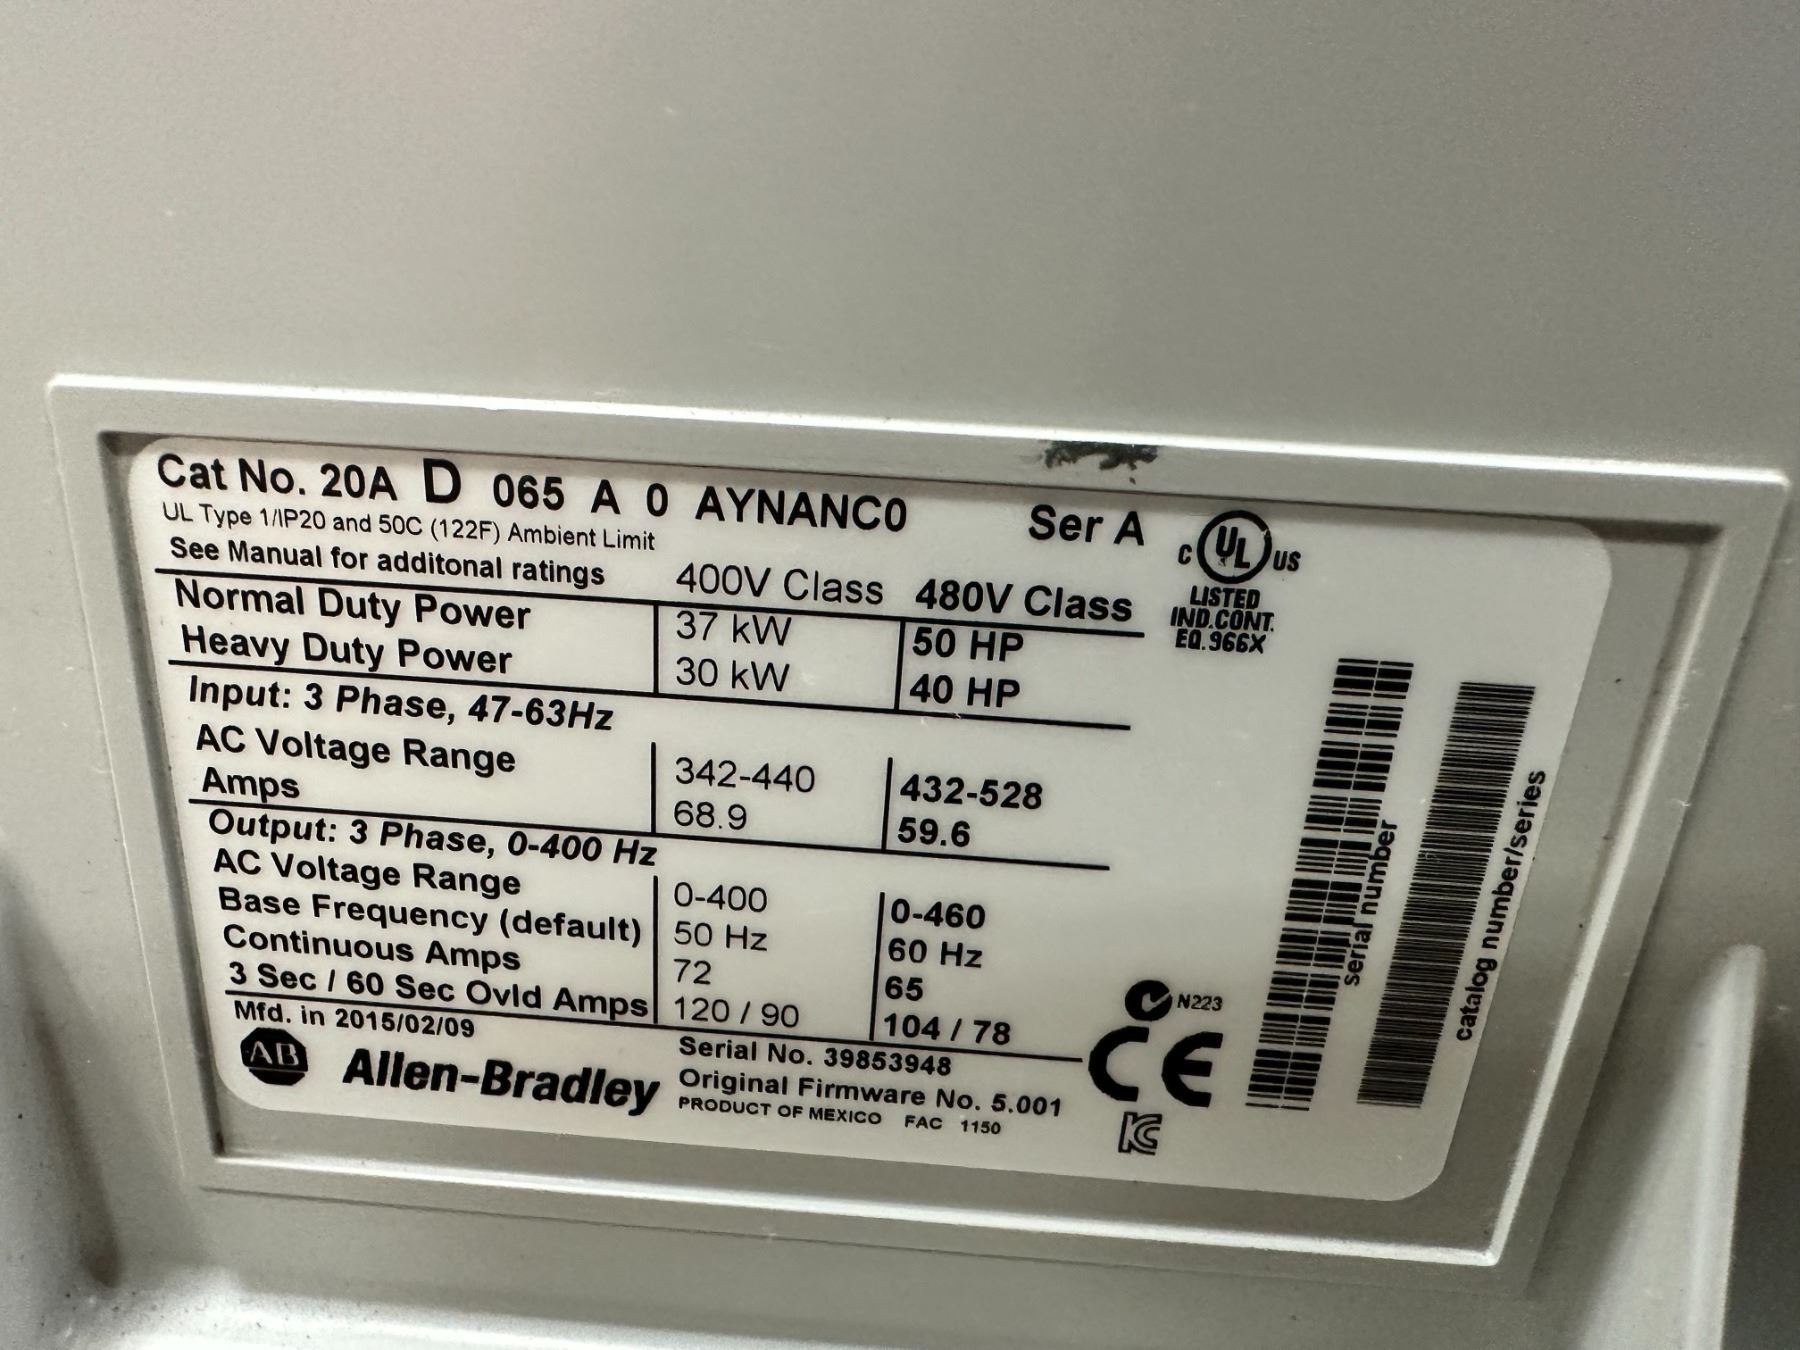 Cat No. 20A D 065 A 0 AYNANC0 Ser A
UL Type 1/IP20 and 50C (122F) Ambient Limit
See Manual for additonal ratings 400V Class 480V Class
Normal Duty Power 37 kW 50 HP
Heavy Duty Power 30 kW 40 HP
Input: 3 Phase, 47-63Hz
AC Voltage Range 342-440 432-528
Amps 68.9 59.6
Output: 3 Phase, 0-400 Hz
AC Voltage Range 0-400 0-460
Base Frequency (default) 50 Hz 60 Hz
Continuous Amps 72 65
3 Sec / 60 Sec Ovld Amps 120 / 90 104 / 78
Mfd. in 2015/02/09
AB Allen-Bradley
Serial No. 39853948
Original Firmware No. 5.001
PRODUCT OF MEXICO FAC 1150
C UL US
LISTED
IND.CONT.
EQ.966X
N223
CE
KC
serial number
catalog number/series